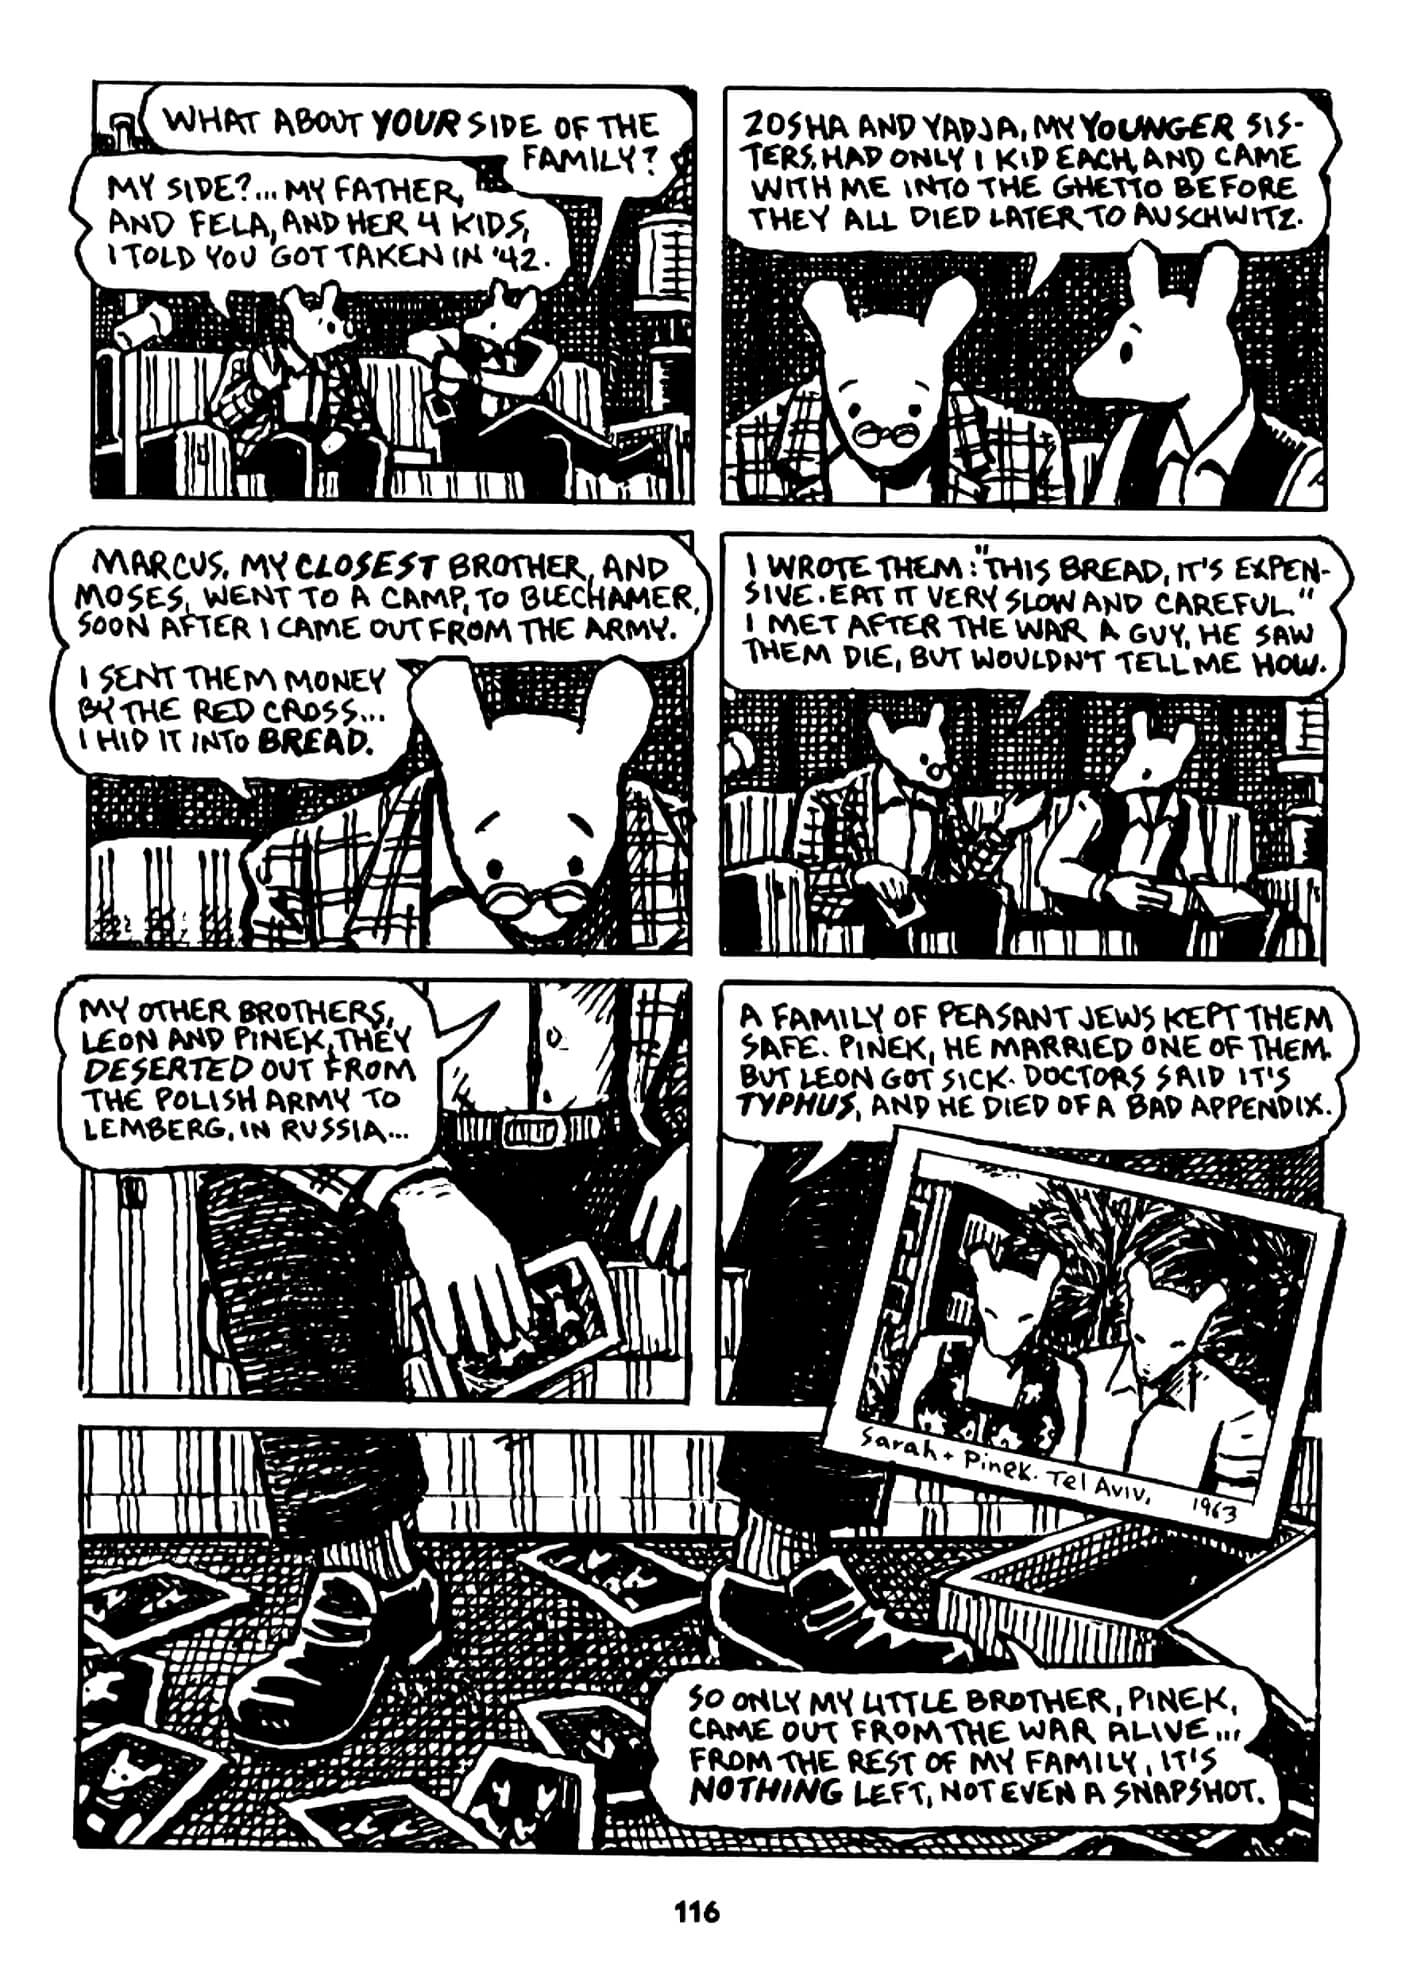 WHAT ABOUT YOUR SIDE OF THE
FAMILY?
MY SIDE?... MY FATHER,
AND FELA, AND HER 4 KIDS,
I TOLD YOU GOT TAKEN IN '42.
ZOSHA AND YADJA, MY YOUNGER SIS-
TERS, HAD ONLY 1 KID EACH, AND CAME
WITH ME INTO THE GHETTO BEFORE
THEY ALL DIED LATER TO AUSCHWITZ.
MARCUS, MY CLOSEST BROTHER, AND
MOSES, WENT TO A CAMP, TO BLECHAMER,
SOON AFTER I CAME OUT FROM THE ARMY.
I SENT THEM MONEY
BY THE RED CROSS...
I HID IT INTO BREAD.
I WROTE THEM: "THIS BREAD, IT'S EXPEN-
SIVE. EAT IT VERY SLOW AND CAREFUL."
I MET AFTER THE WAR A GUY, HE SAW
THEM DIE, BUT WOULDN'T TELL ME HOW.
MY OTHER BROTHERS,
LEON AND PINEK, THEY
DESERTED OUT FROM
THE POLISH ARMY TO
LEMBERG, IN RUSSIA...
A FAMILY OF PEASANT JEWS KEPT THEM
SAFE. PINEK, HE MARRIED ONE OF THEM.
BUT LEON GOT SICK. DOCTORS SAID IT'S
TYPHUS, AND HE DIED OF A BAD APPENDIX.
Sarah + Pinek. Tel Aviv, 1963
SO ONLY MY LITTLE BROTHER, PINEK,
CAME OUT FROM THE WAR ALIVE...
FROM THE REST OF MY FAMILY, IT'S
NOTHING LEFT, NOT EVEN A SNAPSHOT.
116